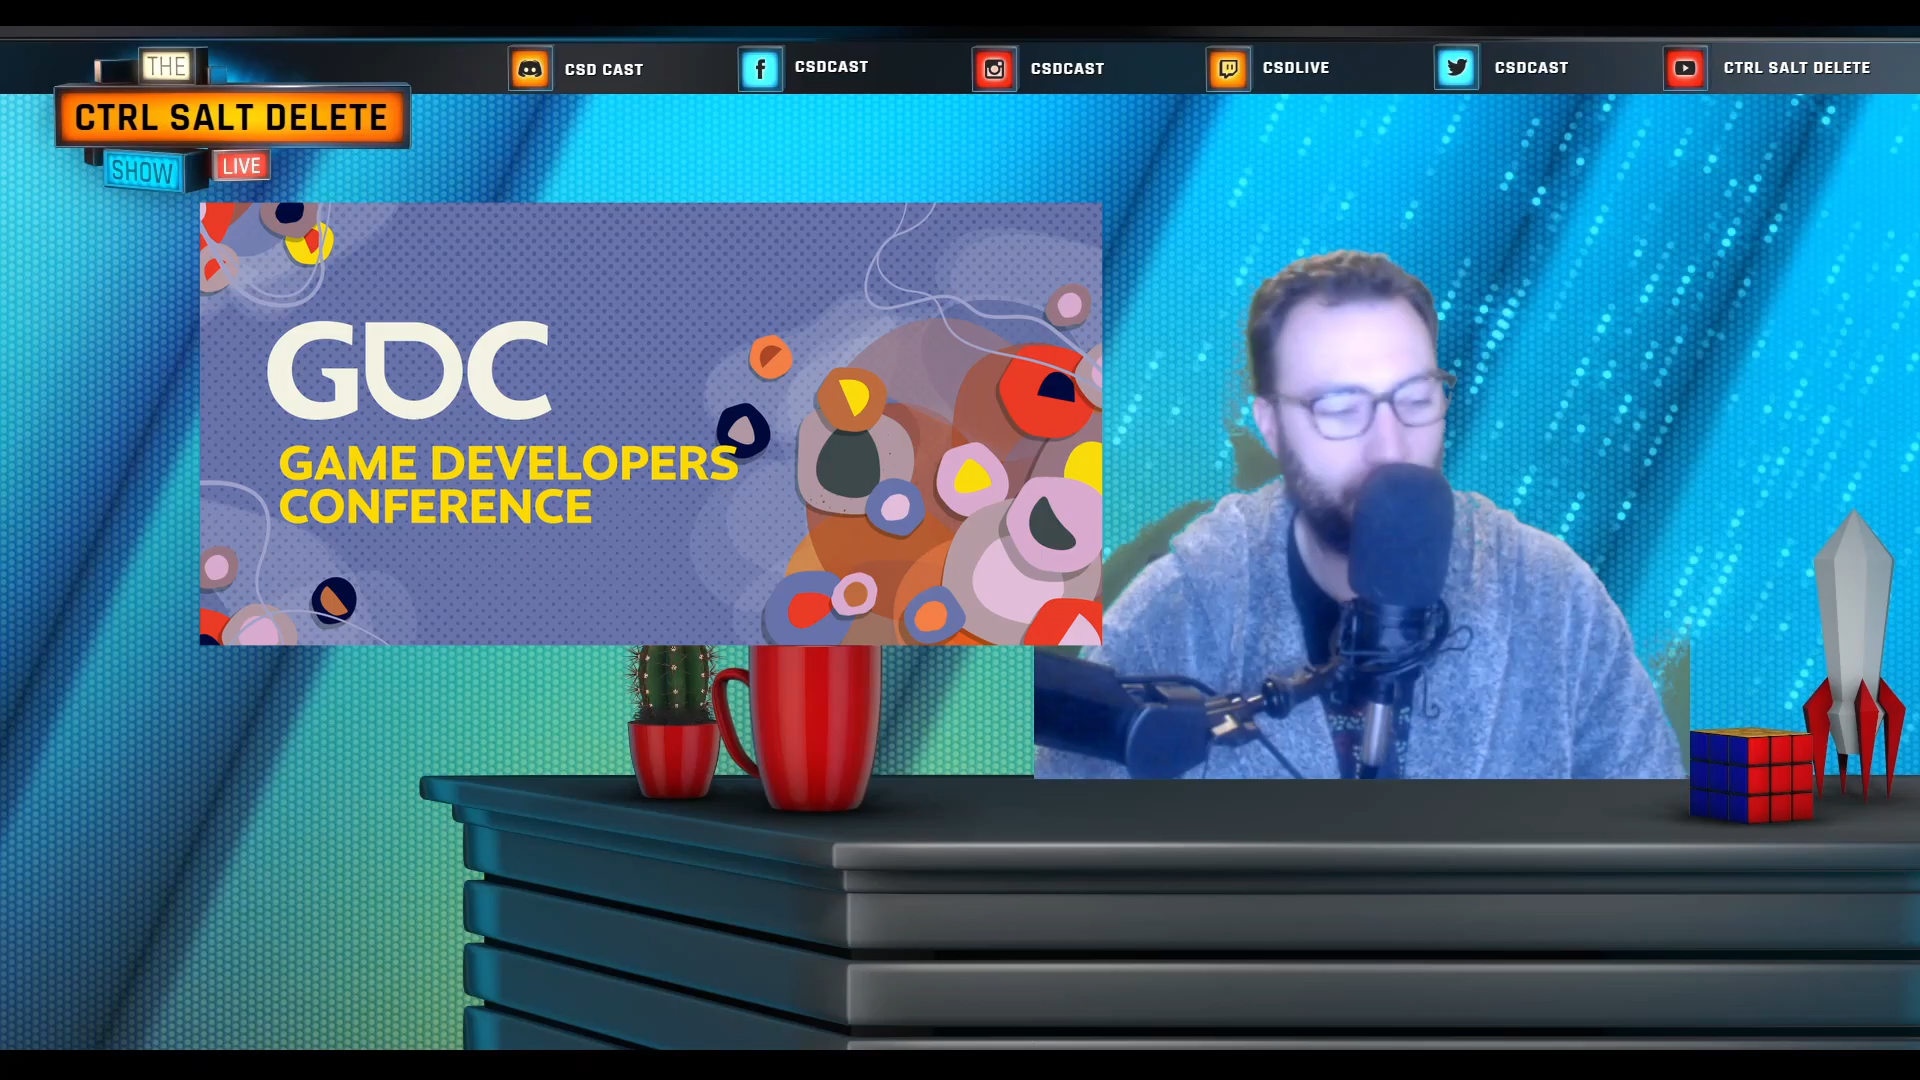 THE
CTRL SALT DELETE
SHOW
LIVE
CSD CAST
CSDCAST
CSDCAST
CSDLIVE
CSDCAST
CTRL SALT DELETE
GDC
GAME DEVELOPERS
CONFERENCE